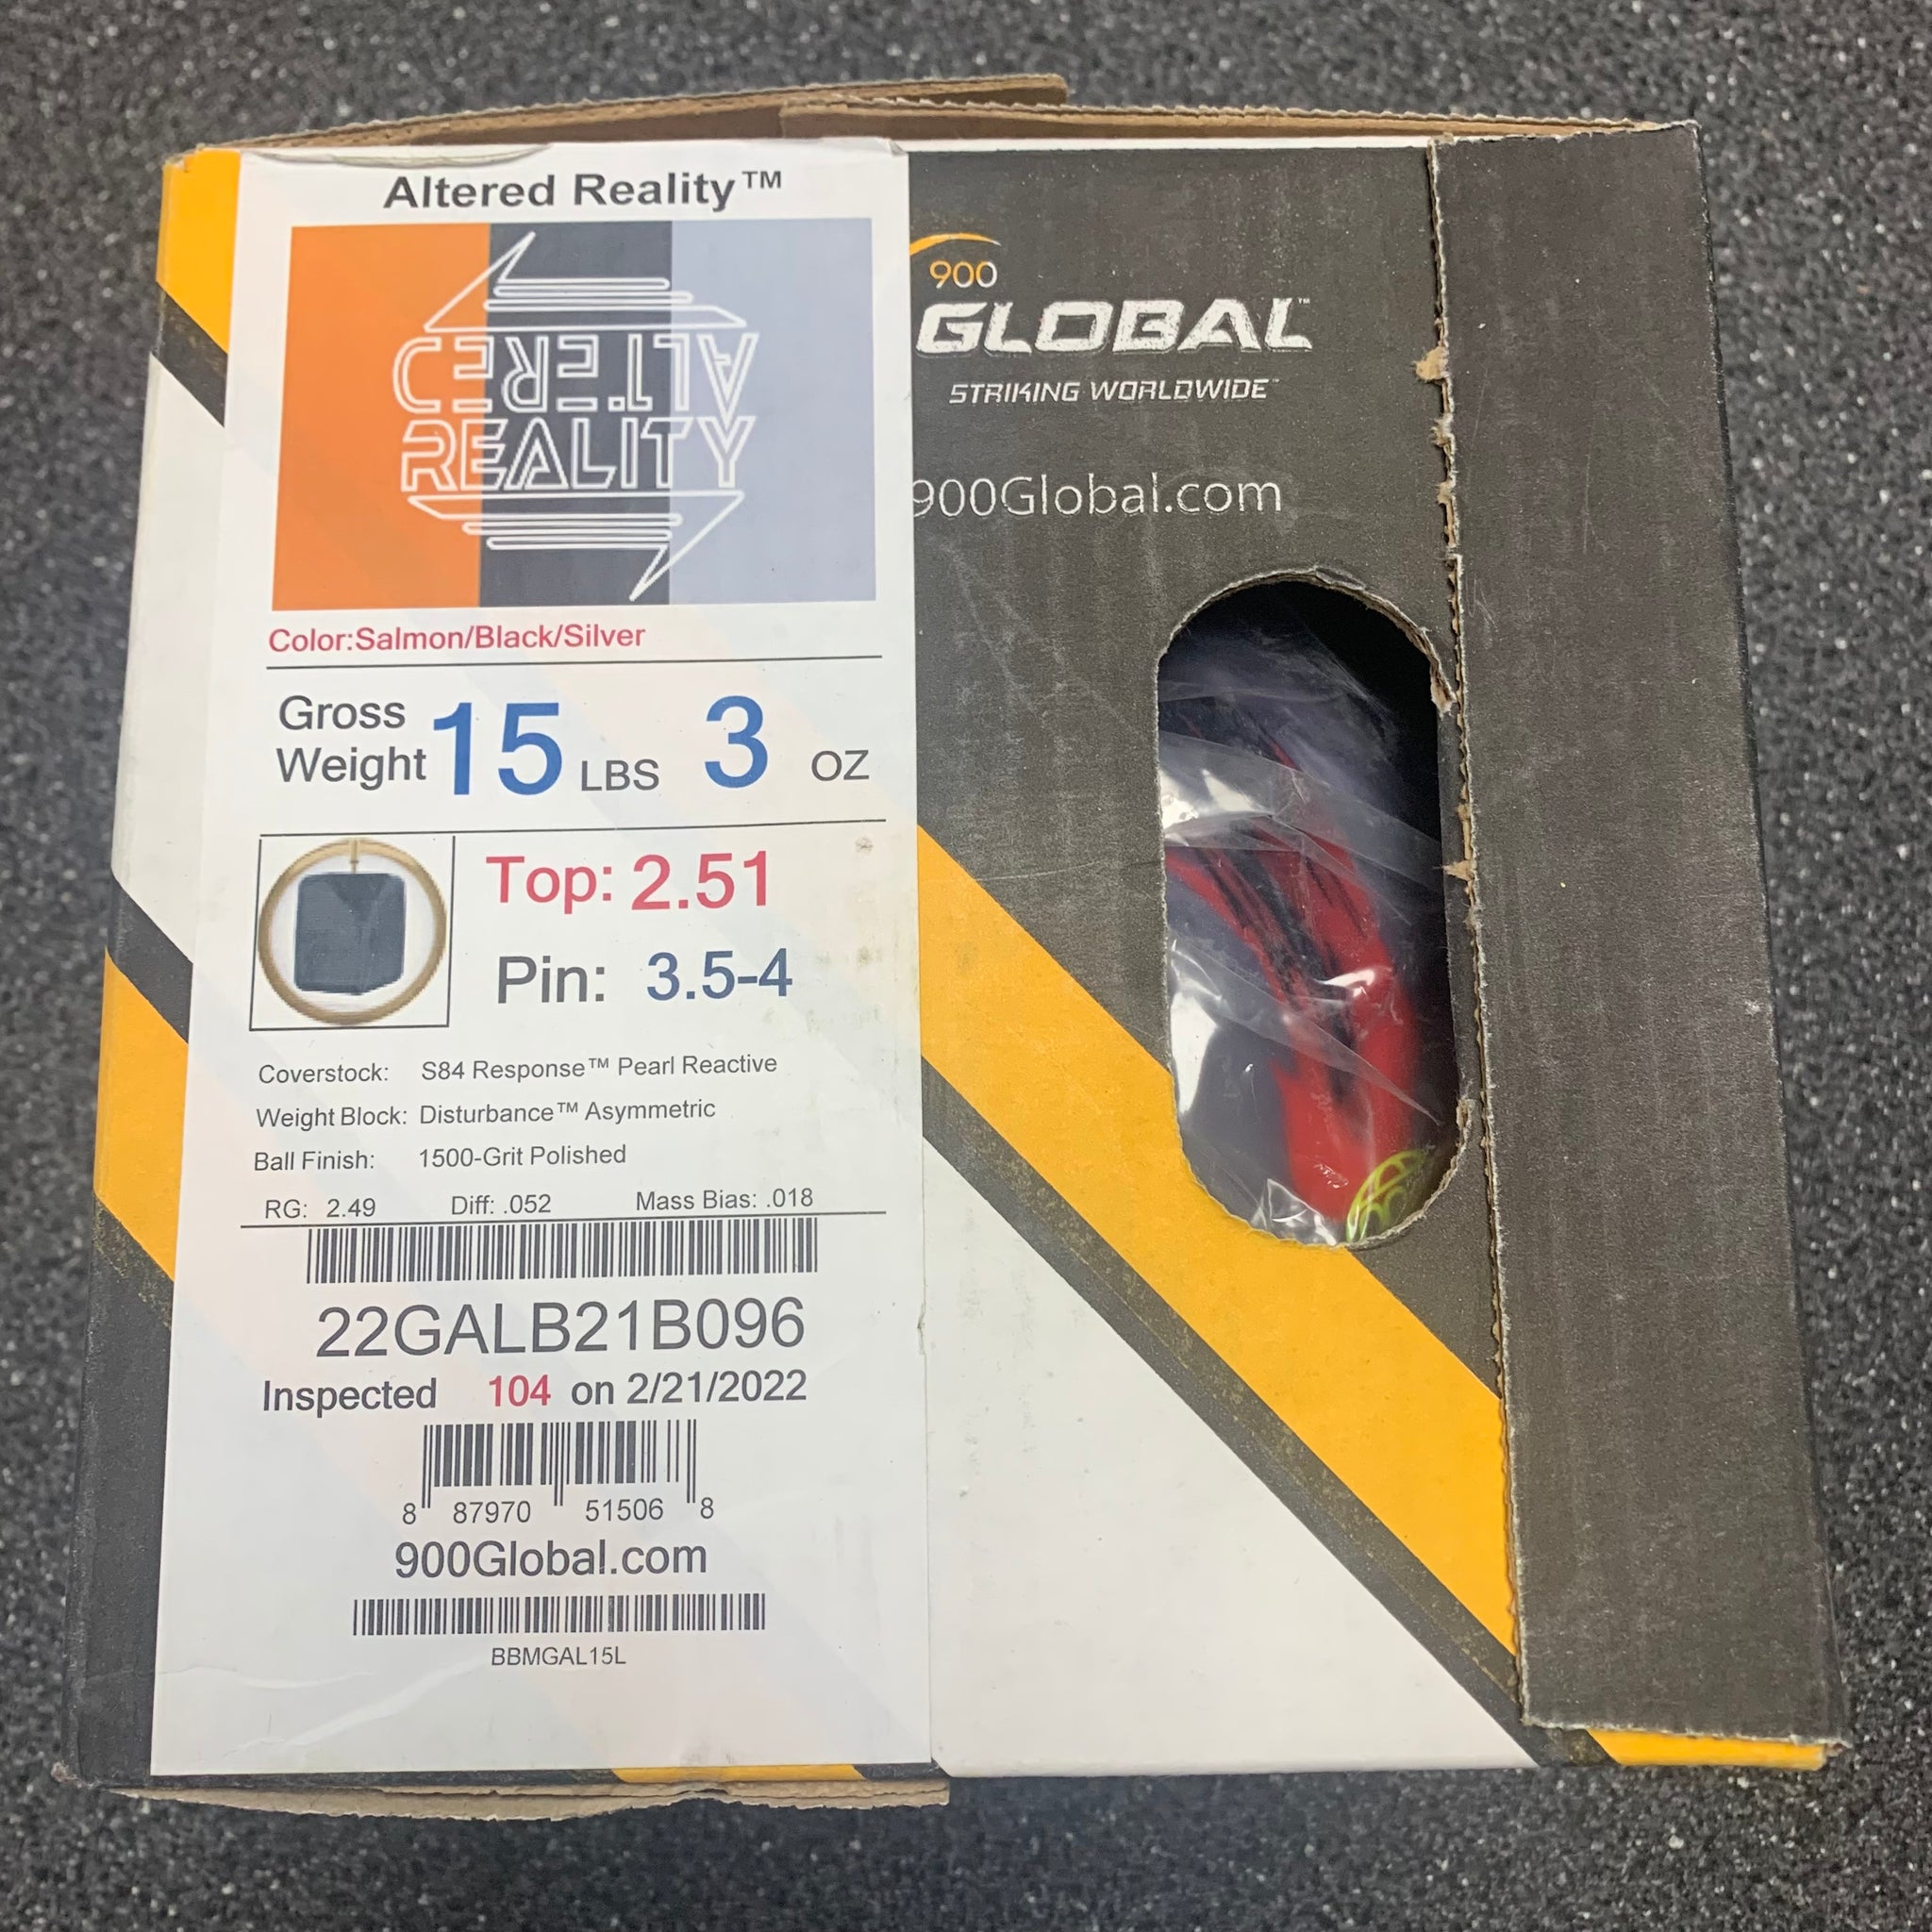 Altered Reality™
ALTERED
REALITY
Color:Salmon/Black/Silver
Gross
Weight 15 LBS 3 OZ
Top: 2.51
Pin: 3.5-4
Coverstock: S84 Response™ Pearl Reactive
Weight Block: Disturbance™ Asymmetric
Ball Finish: 1500-Grit Polished
RG: 2.49 Diff: .052 Mass Bias: .018
22GALB21B096
Inspected 104 on 2/21/2022
8 87970 51506 8
900Global.com
BBMGAL15L
900
GLOBAL™
STRIKING WORLDWIDE™
900Global.com